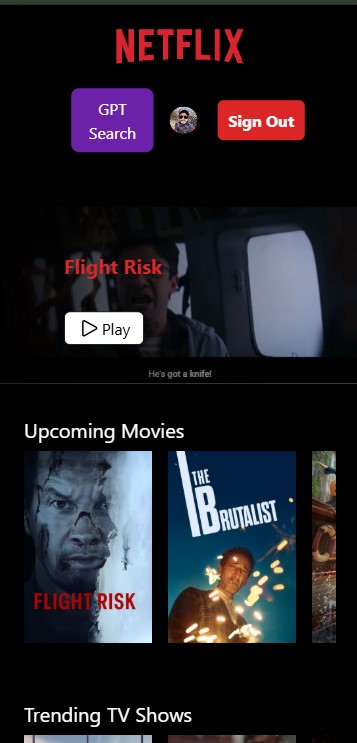 NETFLIX
GPT
Search
Sign Out
Flight Risk
Play
He's got a knife!
Upcoming Movies
FLIGHT RISK
THE
BRUTALIST
Trending TV Shows